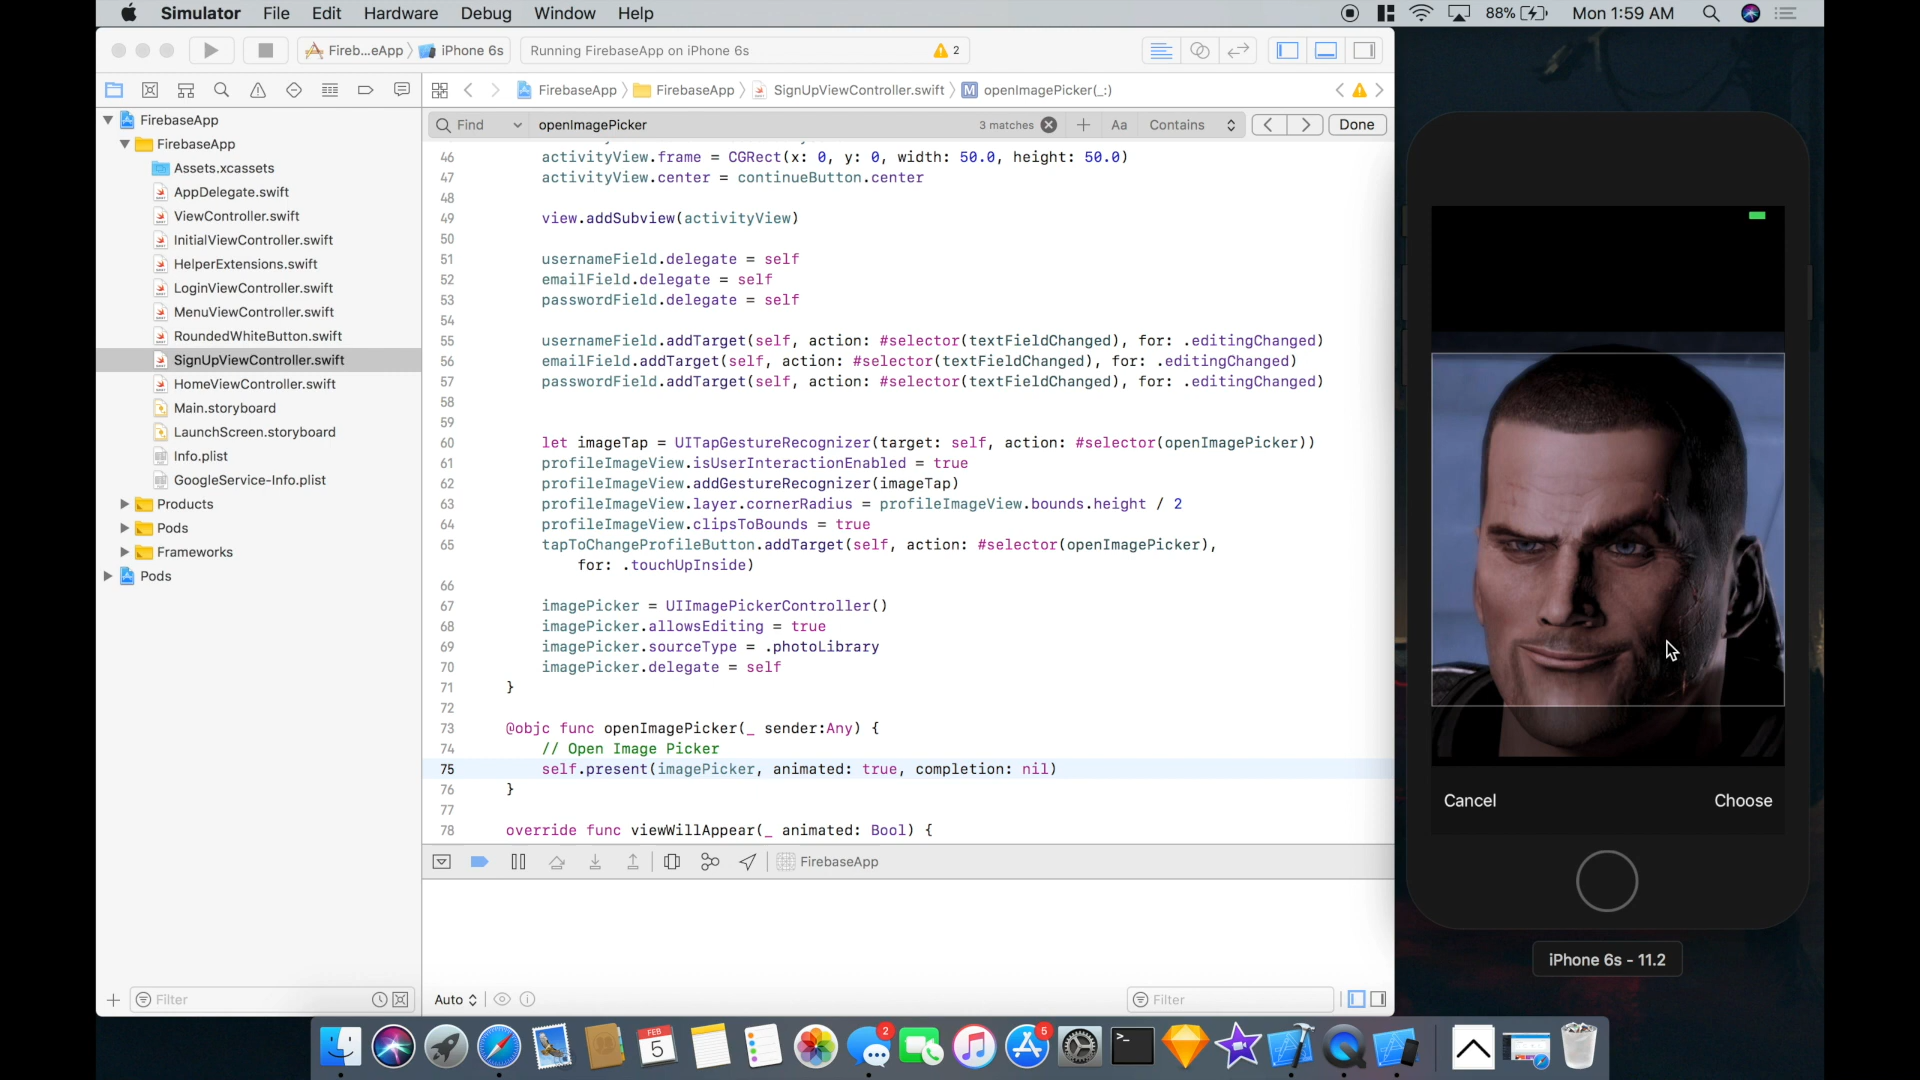 Simulator File Edit Hardware Debug Window Help
88% Mon 1:59 AM
Fireb...eApp iPhone 6s
Running FirebaseApp on iPhone 6s
2
FirebaseApp
FirebaseApp
Assets.xcassets
AppDelegate.swift
ViewController.swift
InitialViewController.swift
HelperExtensions.swift
LoginViewController.swift
MenuViewController.swift
RoundedWhiteButton.swift
SignUpViewController.swift
HomeViewController.swift
Main.storyboard
LaunchScreen.storyboard
Info.plist
GoogleService-Info.plist
Products
Pods
Frameworks
Pods
Filter
FirebaseApp FirebaseApp SignUpViewController.swift M openImagePicker(_:)
Find openImagePicker 3 matches Aa Contains Done
46 activityView.frame = CGRect(x: 0, y: 0, width: 50.0, height: 50.0)
47 activityView.center = continueButton.center
48
49 view.addSubview(activityView)
50
51 usernameField.delegate = self
52 emailField.delegate = self
53 passwordField.delegate = self
54
55 usernameField.addTarget(self, action: #selector(textFieldChanged), for: .editingChanged)
56 emailField.addTarget(self, action: #selector(textFieldChanged), for: .editingChanged)
57 passwordField.addTarget(self, action: #selector(textFieldChanged), for: .editingChanged)
58
59
60 let imageTap = UITapGestureRecognizer(target: self, action: #selector(openImagePicker))
61 profileImageView.isUserInteractionEnabled = true
62 profileImageView.addGestureRecognizer(imageTap)
63 profileImageView.layer.cornerRadius = profileImageView.bounds.height / 2
64 profileImageView.clipsToBounds = true
65 tapToChangeProfileButton.addTarget(self, action: #selector(openImagePicker),
for: .touchUpInside)
66
67 imagePicker = UIImagePickerController()
68 imagePicker.allowsEditing = true
69 imagePicker.sourceType = .photoLibrary
70 imagePicker.delegate = self
71 }
72
73 @objc func openImagePicker(_ sender:Any) {
74 // Open Image Picker
75 self.present(imagePicker, animated: true, completion: nil)
76 }
77
78 override func viewWillAppear(_ animated: Bool) {
FirebaseApp
Auto
Filter
Cancel Choose
iPhone 6s - 11.2
FEB
5
2
5